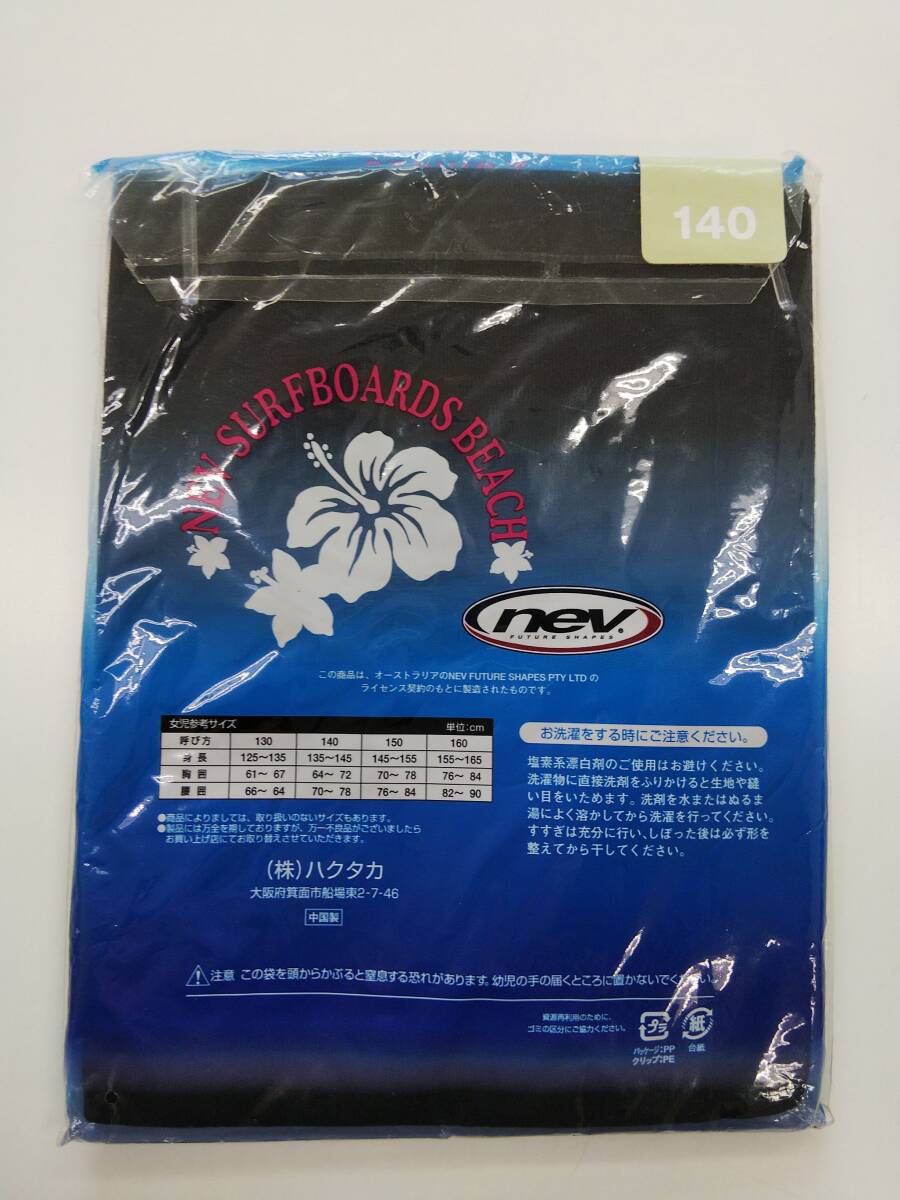 140
NEV SURFBOARDS BEACH
nev®
FUTURE SHAPES
この商品は、オーストラリアのNEV FUTURE SHAPES PTY LTD の
ライセンス契約のもとに製造されたものです。
女児参考サイズ 単位:cm
呼び方 130 140 150 160
身長 125~135 135~145 145~155 155~165
胸囲 61~ 67 64~ 72 70~ 78 76~ 84
腰囲 66~ 64 70~ 78 76~ 84 82~ 90
●商品によりましては、取り扱いのないサイズもあります。
●製品には万全を期しておりますが、万一不良品がございましたら
お買い上げ店にてお取り替えさせていただきます。
(株)ハクタカ
大阪府箕面市船場東2-7-46
中国製
お洗濯をする時にご注意ください。
塩素系漂白剤のご使用はお避けください。
洗濯物に直接洗剤をふりかけると生地や縫
い目をいためます。洗剤を水またはぬるま
湯によく溶かしてから洗濯を行ってください。
すすぎは充分に行い、しぼった後は必ず形を
整えてから干してください。
注意 この袋を頭からかぶると窒息する恐れがあります。幼児の手の届くところに置かないでください。
資源再利用のために、
ゴミの区分にご協力ください。
プラ
紙
パッケージ:PP
クリップ:PE
台紙